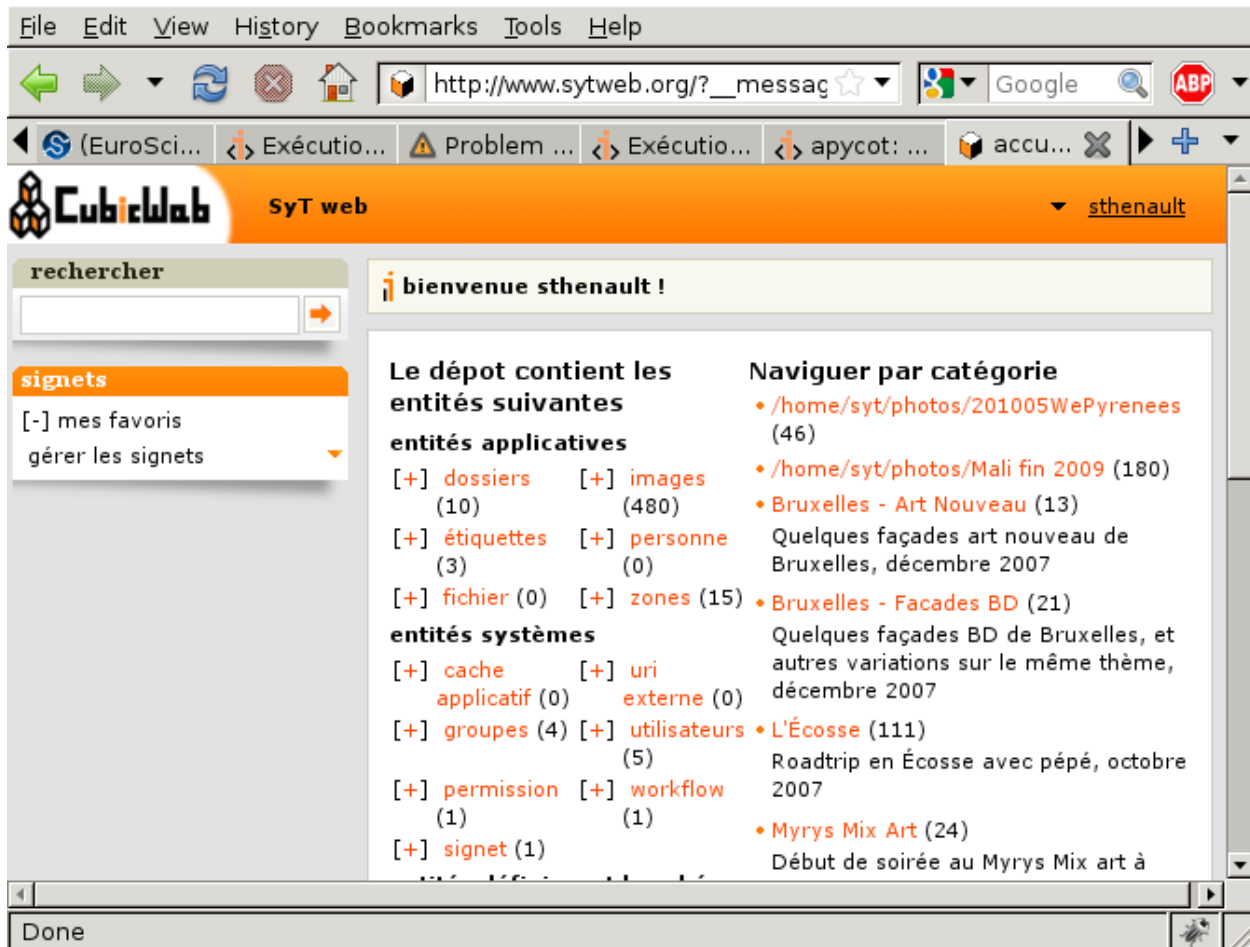 File Edit View History Bookmarks Tools Help
http://www.sytweb.org/?__messag
Google
ABP
(EuroSci... Exécutio... Problem ... Exécutio... apycot: ... accu...
CubicWeb
SyT web
sthenault
rechercher
bienvenue sthenault !
signets
[-] mes favoris
gérer les signets
Le dépot contient les
entités suivantes
entités applicatives
[+] dossiers [+] images
(10) (480)
[+] étiquettes [+] personne
(3) (0)
[+] fichier (0) [+] zones (15)
entités systèmes
[+] cache [+] uri
applicatif (0) externe (0)
[+] groupes (4) [+] utilisateurs
(5)
[+] permission [+] workflow
(1) (1)
[+] signet (1)
Naviguer par catégorie
/home/syt/photos/201005WePyrenees
(46)
/home/syt/photos/Mali fin 2009 (180)
Bruxelles - Art Nouveau (13)
Quelques façades art nouveau de
Bruxelles, décembre 2007
Bruxelles - Facades BD (21)
Quelques façades BD de Bruxelles, et
autres variations sur le même thème,
décembre 2007
L'Écosse (111)
Roadtrip en Écosse avec pépé, octobre
2007
Myrys Mix Art (24)
Début de soirée au Myrys Mix art à
Done